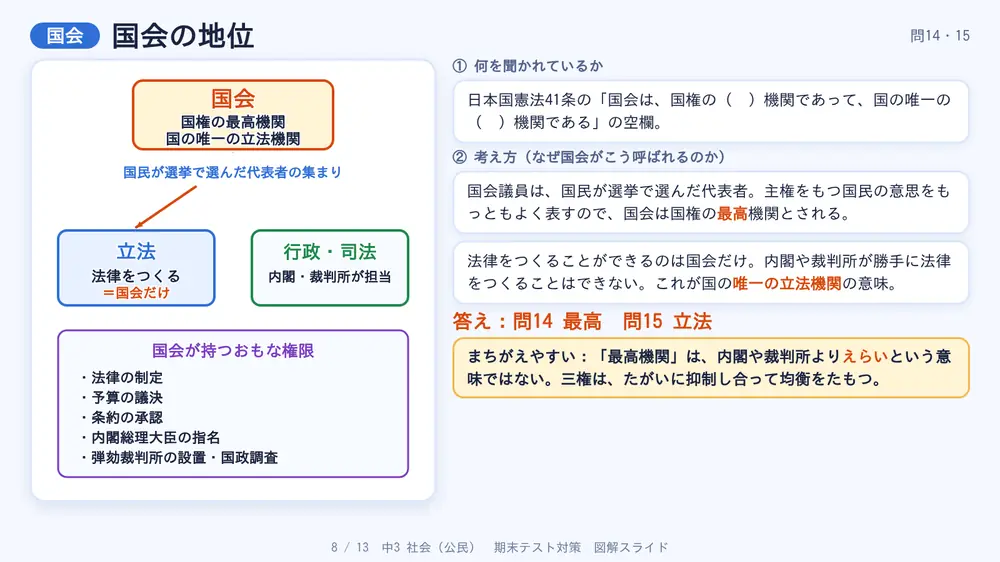 国会
国会の地位
問14・15
国会
国権の最高機関
国の唯一の立法機関
国民が選挙で選んだ代表者の集まり
立法
法律をつくる
＝国会だけ
行政・司法
内閣・裁判所が担当
国会が持つおもな権限
・法律の制定
・予算の議決
・条約の承認
・内閣総理大臣の指名
・弾劾裁判所の設置・国政調査
① 何を聞かれているか
日本国憲法41条の「国会は、国権の（　）機関であって、国の唯一の
（　）機関である」の空欄。
② 考え方（なぜ国会がこう呼ばれるのか）
国会議員は、国民が選挙で選んだ代表者。主権をもつ国民の意思をも
っともよく表すので、国会は国権の最高機関とされる。
法律をつくることができるのは国会だけ。内閣や裁判所が勝手に法律
をつくることはできない。これが国の唯一の立法機関の意味。
答え：問14 最高　問15 立法
まちがえやすい：「最高機関」は、内閣や裁判所よりえらいという意
味ではない。三権は、たがいに抑制し合って均衡をたもつ。
8 / 13　中3 社会（公民）　期末テスト対策　図解スライド